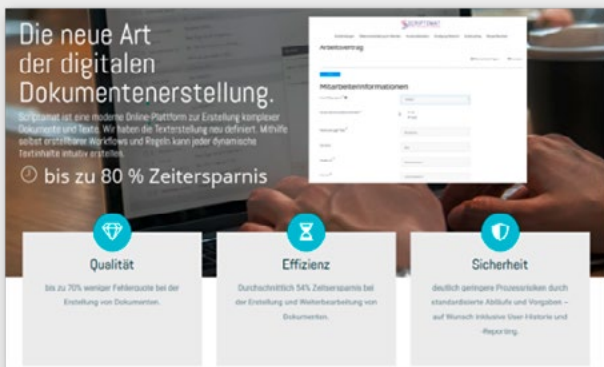 Die neue Art
der digitalen
Dokumentenerstellung.
Scriptomat ist eine moderne Online-Plattform zur Erstellung komplexer
Dokumente und Texte. Wir haben die Texterstellung neu definiert. Mithilfe
selbst erstellbarer Workflows und Regeln kann jeder dynamische
Textinhalte intuitiv erstellen.
bis zu 80 % Zeitersparnis
SCRIPTOMAT
Arbeitsvertrag
Mitarbeiterinformationen
Qualität
bis zu 70% weniger Fehlerquote bei der
Erstellung von Dokumenten.
Effizienz
Durchschnittlich 54% Zeitersparnis bei
der Erstellung und Weiterbearbeitung von
Dokumenten.
Sicherheit
deutlich geringere Prozessrisiken durch
standardisierte Abläufe und Vorgaben –
auf Wunsch inklusive User-Historie und
-Reporting.